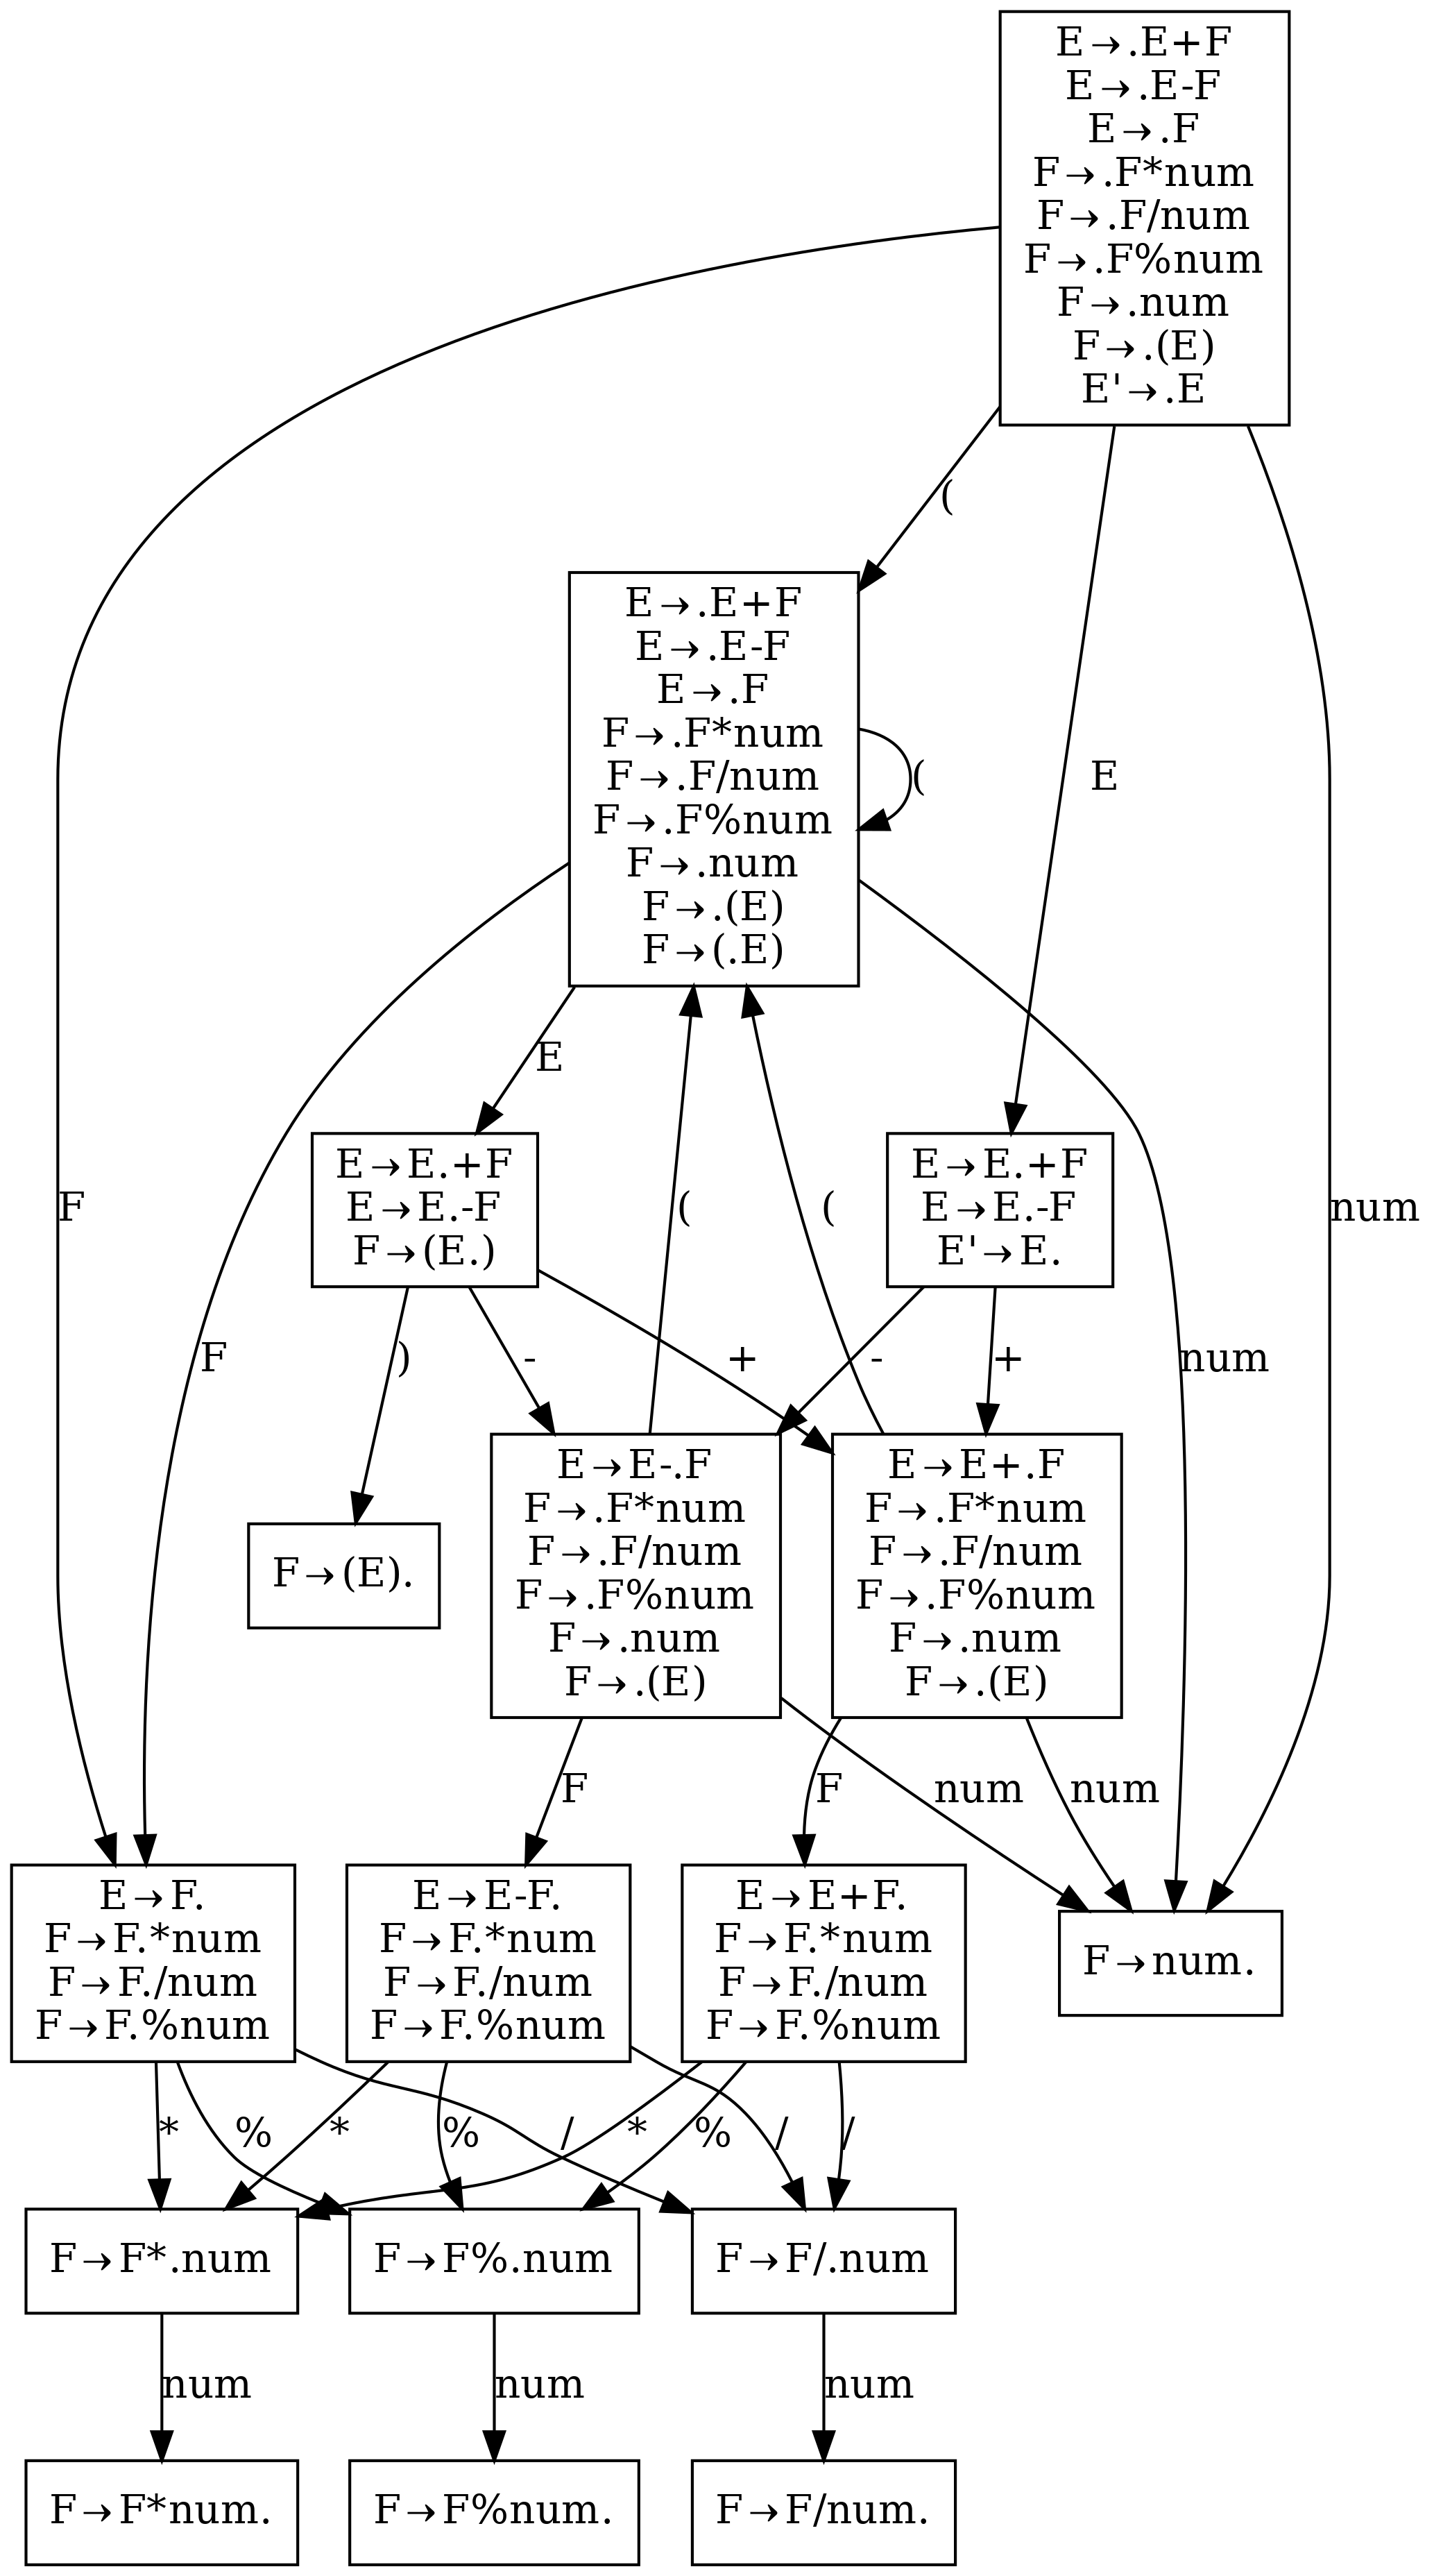 E→.E+F
E→.E-F
E→.F
F→.F*num
F→.F/num
F→.F%num
F→.num
F→.(E)
E'→.E
(
E→.E+F
E→.E-F
E→.F
F→.F*num
F→.F/num
F→.F%num
F→.num
F→.(E)
F→(.E)
(
E
E
E→E.+F
E→E.-F
F→(E.)
E→E.+F
E→E.-F
E'→E.
F
(
(
num
F
)
-
+
-
+
num
E→E-.F
F→.F*num
F→.F/num
F→.F%num
F→.num
F→.(E)
E→E+.F
F→.F*num
F→.F/num
F→.F%num
F→.num
F→.(E)
F→(E).
F
F
num
num
E→F.
F→F.*num
F→F./num
F→F.%num
E→E-F.
F→F.*num
F→F./num
F→F.%num
E→E+F.
F→F.*num
F→F./num
F→F.%num
F→num.
*
%
*
%
/
*
%
/
/
F→F*.num
F→F%.num
F→F/.num
num
num
num
F→F*num.
F→F%num.
F→F/num.